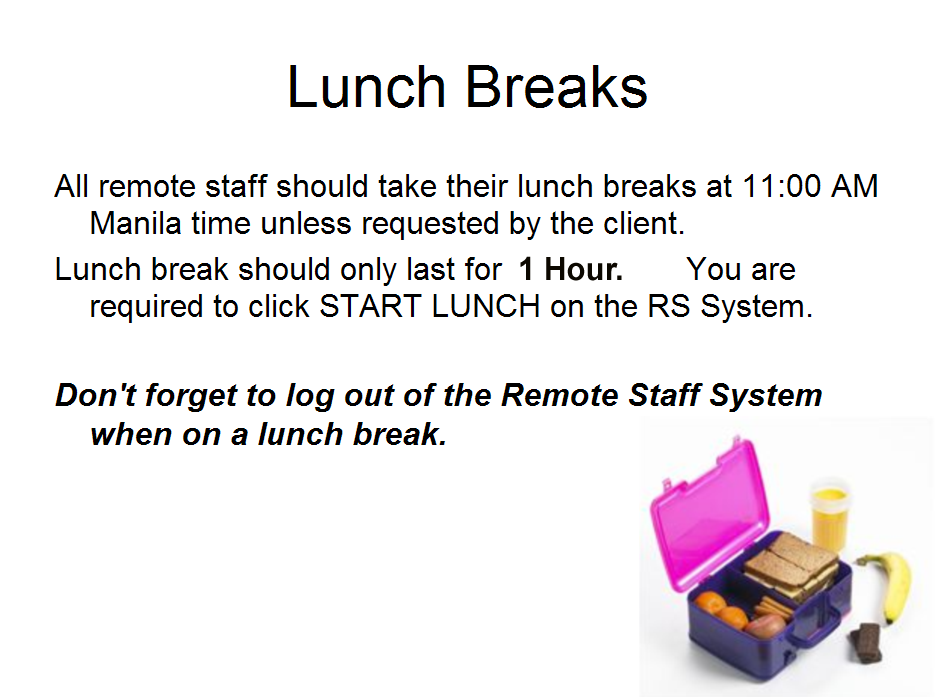 Lunch Breaks
All remote staff should take their lunch breaks at 11:00 AM
Manila time unless requested by the client.
Lunch break should only last for 1 Hour. You are
required to click START LUNCH on the RS System.
Don't forget to log out of the Remote Staff System
when on a lunch break.